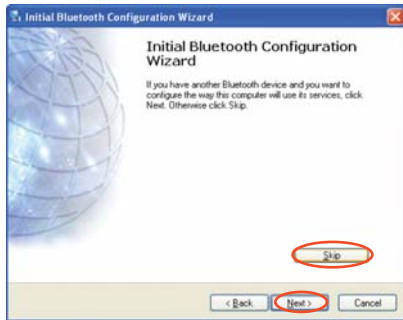 Initial Bluetooth Configuration Wizard
Initial Bluetooth Configuration
Wizard
If you have another Bluetooth device and you want to
configure the way this computer will use its services, click
Next. Otherwise click Skip.
Skip
< Back Next > Cancel